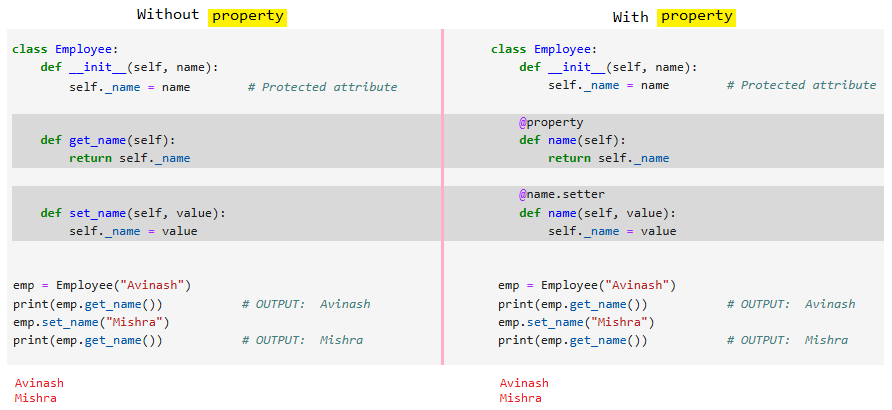 Without property
class Employee:
    def __init__(self, name):
        self._name = name        # Protected attribute
    def get_name(self):
        return self._name
    def set_name(self, value):
        self._name = value
emp = Employee("Avinash")
print(emp.get_name())           # OUTPUT:  Avinash
emp.set_name("Mishra")
print(emp.get_name())           # OUTPUT:  Mishra
Avinash
Mishra
With property
class Employee:
    def __init__(self, name):
        self._name = name        # Protected attribute
    @property
    def name(self):
        return self._name
    @name.setter
    def name(self, value):
        self._name = value
emp = Employee("Avinash")
print(emp.get_name())           # OUTPUT:  Avinash
emp.set_name("Mishra")
print(emp.get_name())           # OUTPUT:  Mishra
Avinash
Mishra